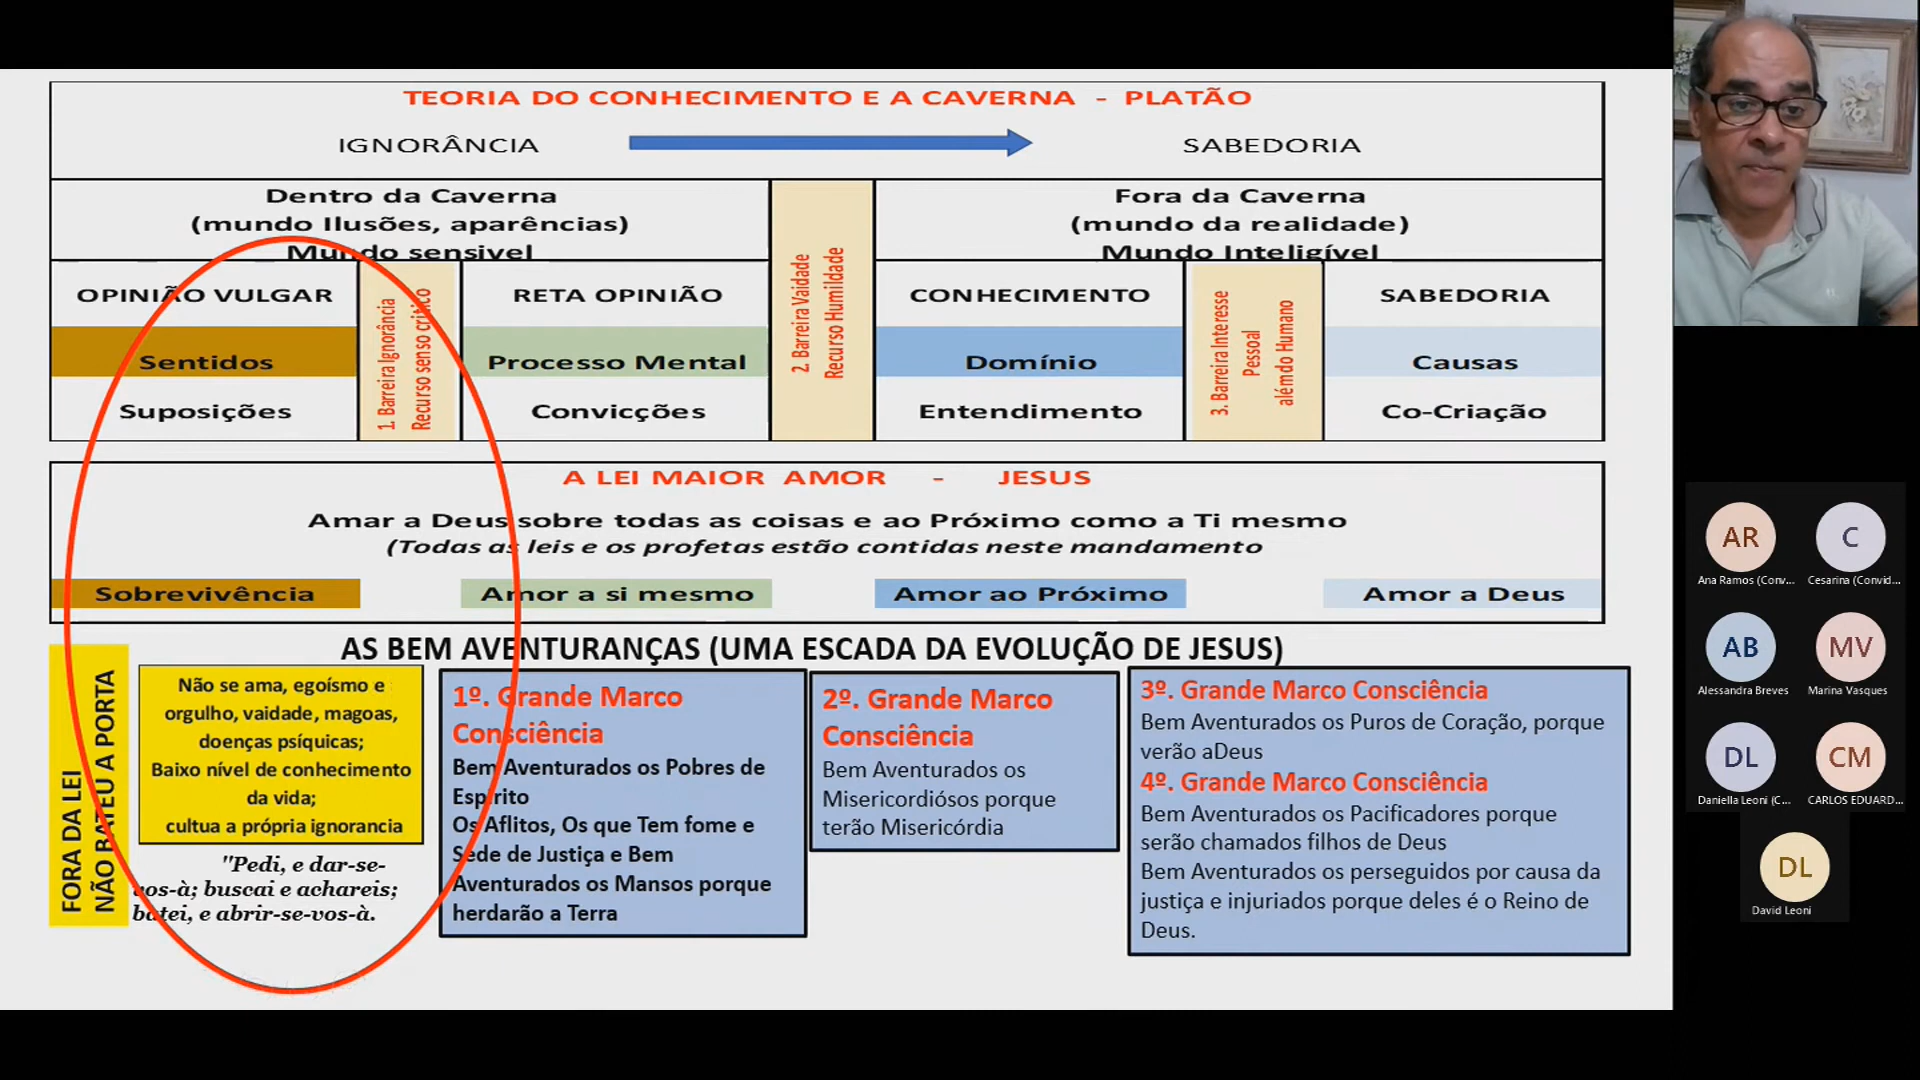 TEORIA DO CONHECIMENTO E A CAVERNA - PLATÃO
IGNORÂNCIA
SABEDORIA
Dentro da Caverna
(mundo Ilusões, aparências)
Mundo sensivel
Fora da Caverna
(mundo da realidade)
Mundo Inteligível
OPINIÃO VULGAR
Sentidos
Suposições
1. Barreira Ignorância
Recurso senso critico
RETA OPINIÃO
Processo Mental
Convicções
2. Barreira Vaidade
Recurso Humildade
CONHECIMENTO
Domínio
Entendimento
3. Barreira Interesse
Pessoal
alémdo Humano
SABEDORIA
Causas
Co-Criação
A LEI MAIOR AMOR - JESUS
Amar a Deus sobre todas as coisas e ao Próximo como a Ti mesmo
(Todas as leis e os profetas estão contidas neste mandamento
Sobrevivência
Amor a si mesmo
Amor ao Próximo
Amor a Deus
AS BEM AVENTURANÇAS (UMA ESCADA DA EVOLUÇÃO DE JESUS)
FORA DA LEI
NÃO BATEU A PORTA
Não se ama, egoísmo e
orgulho, vaidade, magoas,
doenças psíquicas;
Baixo nível de conhecimento
da vida;
cultua a própria ignorancia
"Pedi, e dar-se-
vos-à; buscai e achareis;
batei, e abrir-se-vos-à.
1º. Grande Marco
Consciência
Bem Aventurados os Pobres de
Espírito
Os Aflitos, Os que Tem fome e
Sede de Justiça e Bem
Aventurados os Mansos porque
herdarão a Terra
2º. Grande Marco
Consciência
Bem Aventurados os
Misericordiósos porque
terão Misericórdia
3º. Grande Marco Consciência
Bem Aventurados os Puros de Coração, porque
verão aDeus
4º. Grande Marco Consciência
Bem Aventurados os Pacificadores porque
serão chamados filhos de Deus
Bem Aventurados os perseguidos por causa da
justiça e injuriados porque deles é o Reino de
Deus.
AR
Ana Ramos (Conv...
C
Cesarina (Convid...
AB
Alessandra Breves
MV
Marina Vasques
DL
Daniella Leoni (C...
CM
CARLOS EDUARD...
DL
David Leoni